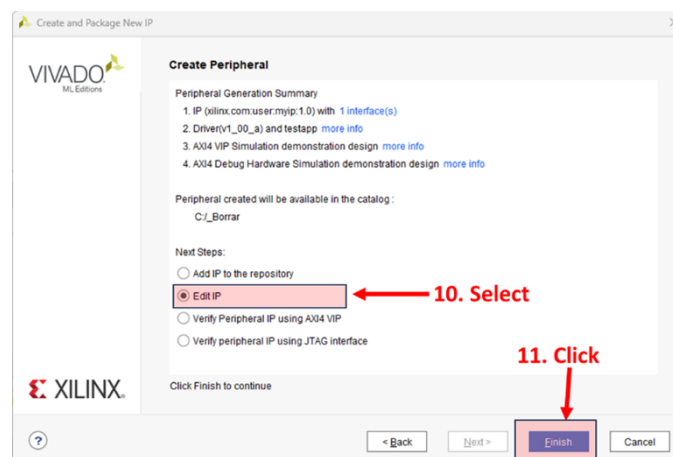 Create and Package New IP
VIVADO
ML Editions
Create Peripheral
Peripheral Generation Summary
1. IP (xilinx.com:user:myip:1.0) with 1 interface(s)
2. Driver(v1_00_a) and testapp more info
3. AXI4 VIP Simulation demonstration design more info
4. AXI4 Debug Hardware Simulation demonstration design more info
Peripheral created will be available in the catalog :
C:/_Borrar
Next Steps:
Add IP to the repository
Edit IP
10. Select
Verify Peripheral IP using AXI4 VIP
Verify peripheral IP using JTAG interface
11. Click
XILINX.
Click Finish to continue
?
< Back
Next >
Finish
Cancel